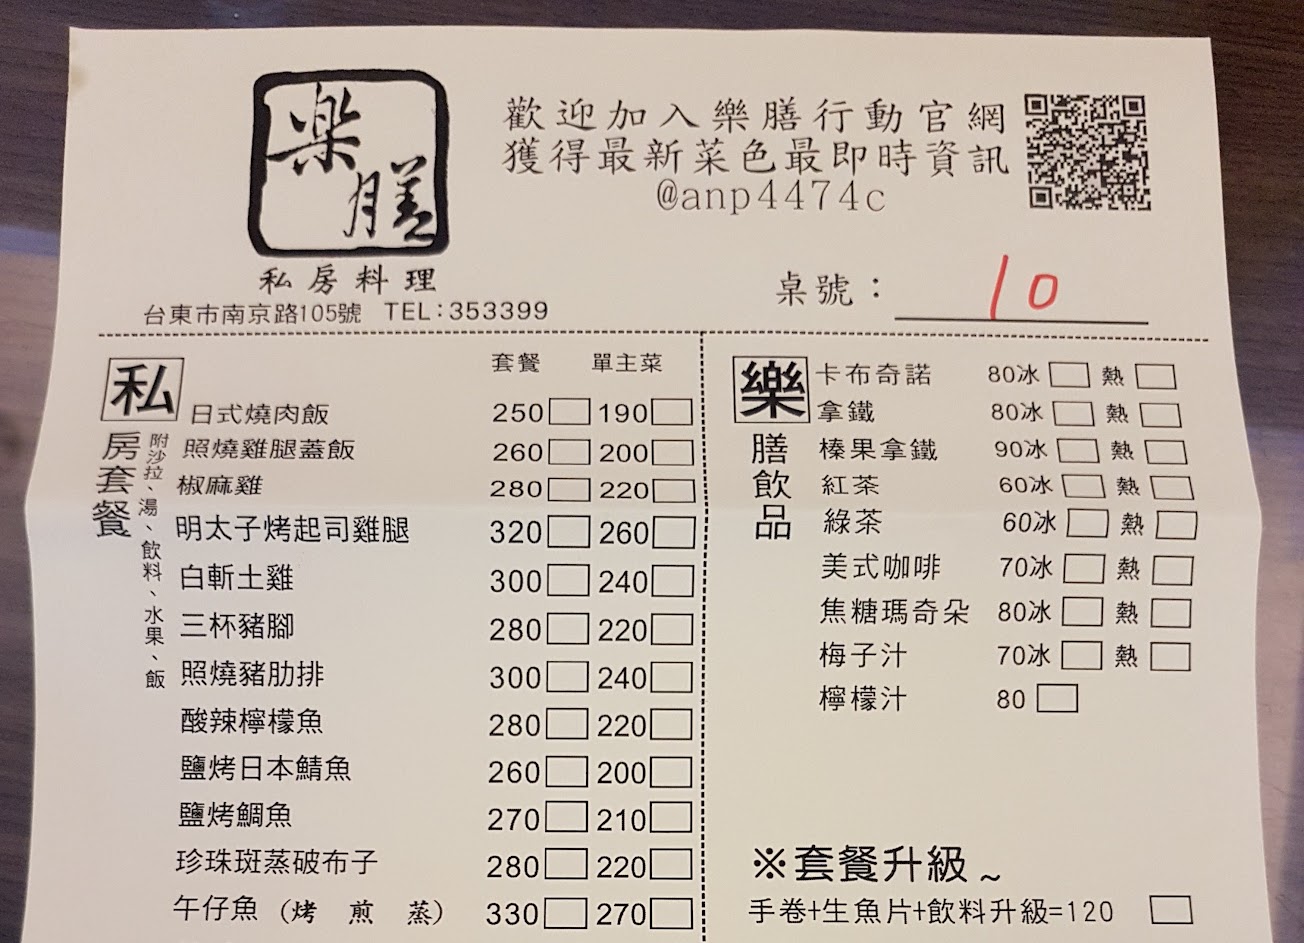 樂膳
私房料理
台東市南京路105號 TEL:353399
歡迎加入樂膳行動官網
獲得最新菜色最即時資訊
@anp4474c
桌號: 10
私房套餐
附沙拉、湯、飲料、水果、飯
套餐 單主菜
日式燒肉飯 250 190
照燒雞腿蓋飯 260 200
椒麻雞 280 220
明太子烤起司雞腿 320 260
白斬土雞 300 240
三杯豬腳 280 220
照燒豬肋排 300 240
酸辣檸檬魚 280 220
鹽烤日本鯖魚 260 200
鹽烤鯛魚 270 210
珍珠斑蒸破布子 280 220
午仔魚 (烤 煎 蒸) 330 270
樂膳飲品
卡布奇諾 80冰 熱
拿鐵 80冰 熱
榛果拿鐵 90冰 熱
紅茶 60冰 熱
綠茶 60冰 熱
美式咖啡 70冰 熱
焦糖瑪奇朵 80冰 熱
梅子汁 70冰 熱
檸檬汁 80
※套餐升級~
手卷+生魚片+飲料升級=120